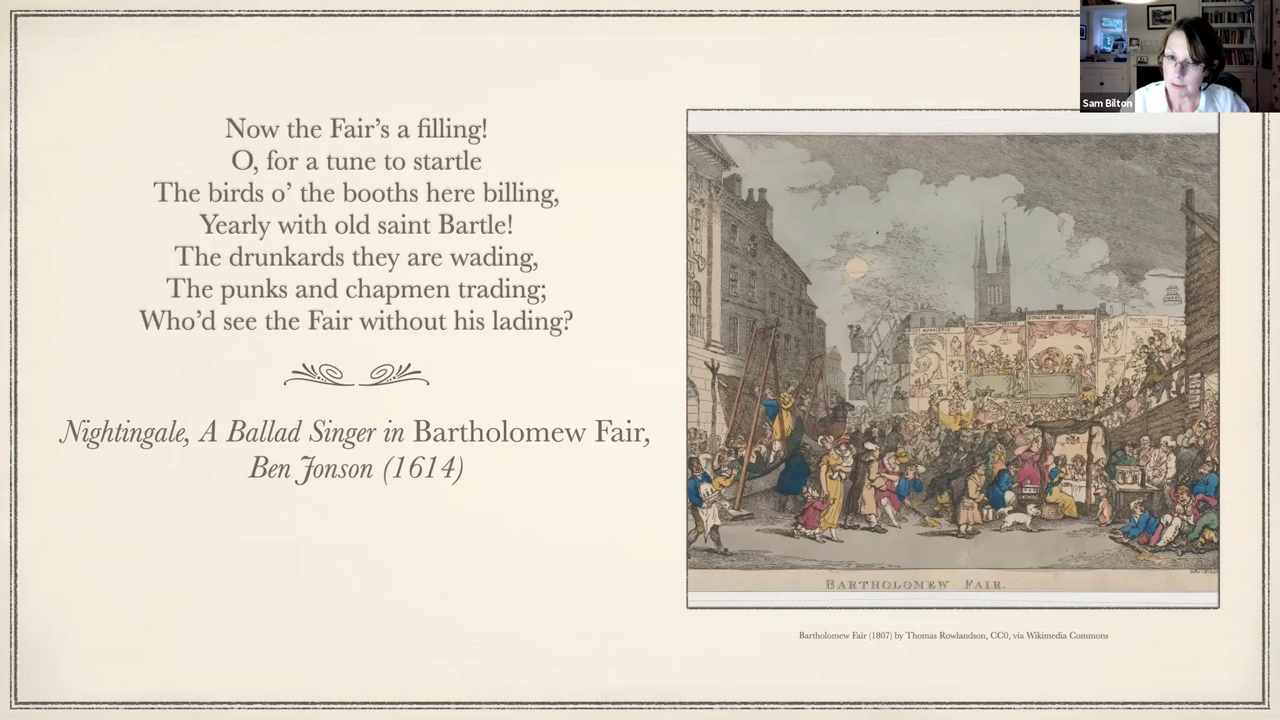 Now the Fair's a filling!
O, for a tune to startle
The birds o' the booths here billing,
Yearly with old saint Bartle!
The drunkards they are wading,
The punks and chapmen trading;
Who'd see the Fair without his lading?
Nightingale, A Ballad Singer in Bartholomew Fair,
Ben Jonson (1614)
Sam Bilton
BARTHOLOMEW FAIR.
Bartholomew Fair (1807) by Thomas Rowlandson, CC0, via Wikimedia Commons